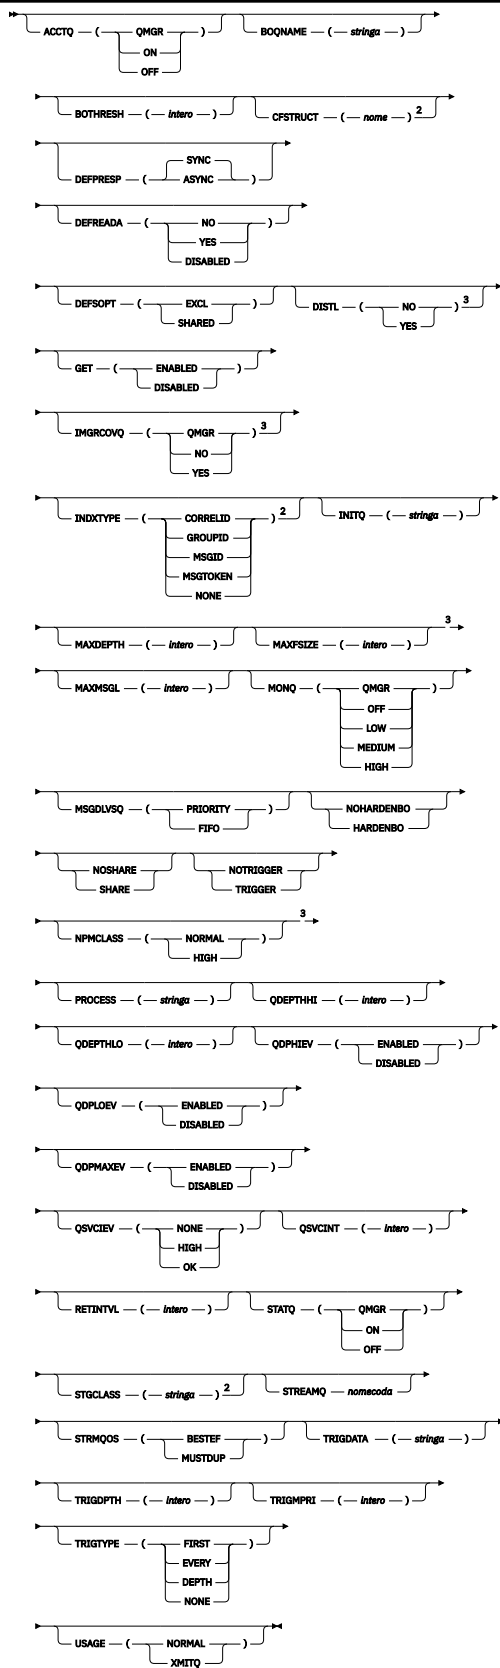 ACCTQ ( QMGR ) BOQNAME ( stringa )
ON
OFF
BOTHRESH ( intero ) CFSTRUCT ( nome ) 2
SYNC
DEFPRESP ( ASYNC )
DEFREADA ( NO )
YES
DISABLED
DEFSOPT ( EXCL ) DISTL ( NO ) 3
SHARED YES
GET ( ENABLED )
DISABLED
IMGRCOVQ ( QMGR ) 3
NO
YES
INDXTYPE ( CORRELID ) 2 INITQ ( stringa )
GROUPID
MSGID
MSGTOKEN
NONE
MAXDEPTH ( intero ) MAXFSIZE ( intero ) 3
MAXMSGL ( intero ) MONQ ( QMGR )
OFF
LOW
MEDIUM
HIGH
MSGDLVSQ ( PRIORITY ) NOHARDENBO
FIFO HARDENBO
NOSHARE NOTRIGGER
SHARE TRIGGER
NPMCLASS ( NORMAL ) 3
HIGH
PROCESS ( stringa ) QDEPTHHI ( intero )
QDEPTHLO ( intero ) QDPHIEV ( ENABLED )
DISABLED
QDPLOEV ( ENABLED )
DISABLED
QDPMAXEV ( ENABLED )
DISABLED
QSVCIEV ( NONE ) QSVCINT ( intero )
HIGH
OK
RETINTVL ( intero ) STATQ ( QMGR )
ON
OFF
STGCLASS ( stringa ) 2 STREAMQ nomecoda
STRMQOS ( BESTEF ) TRIGDATA ( stringa )
MUSTDUP
TRIGDPTH ( intero ) TRIGMPRI ( intero )
TRIGTYPE ( FIRST )
EVERY
DEPTH
NONE
USAGE ( NORMAL )
XMITQ